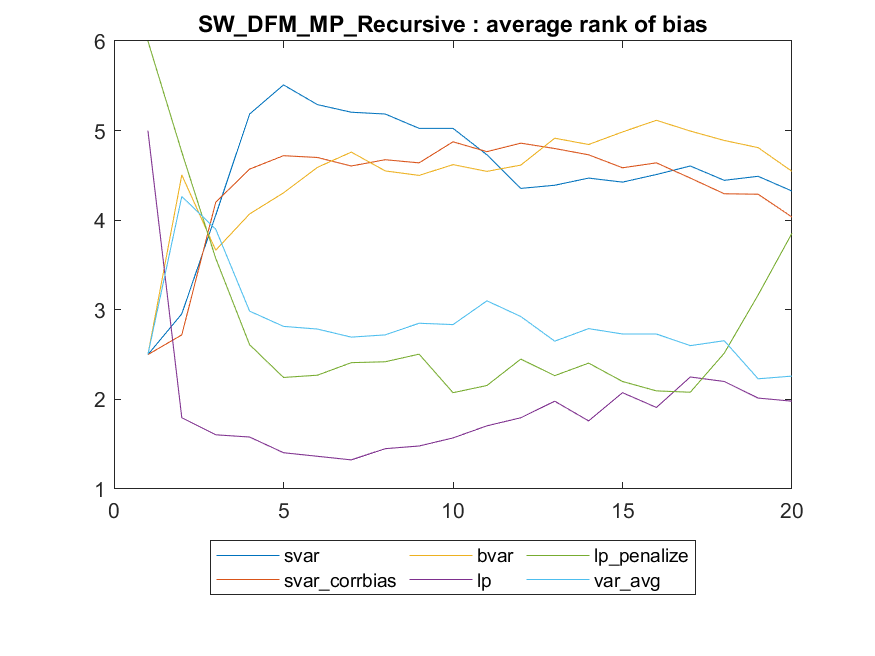 SW_DFM_MP_Recursive : average rank of bias
6
5
4
3
2
1
0 5 10 15 20
svar bvar lp_penalize
svar_corrbias lp var_avg